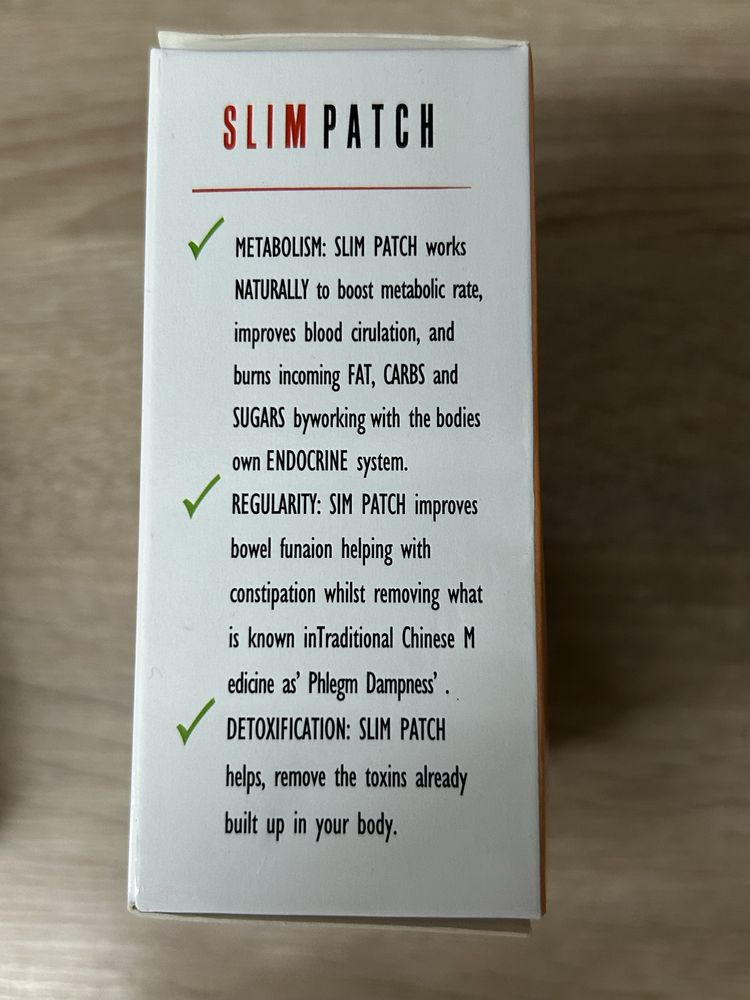 SLIM PATCH
METABOLISM: SLIM PATCH works
NATURALLY to boost metabolic rate,
improves blood cirulation, and
burns incoming FAT, CARBS and
SUGARS byworking with the bodies
own ENDOCRINE system.
REGULARITY: SIM PATCH improves
bowel funaion helping with
constipation whilst removing what
is known inTraditional Chinese M
edicine as’ Phlegm Dampness’ .
DETOXIFICATION: SLIM PATCH
helps, remove the toxins already
built up in your body.